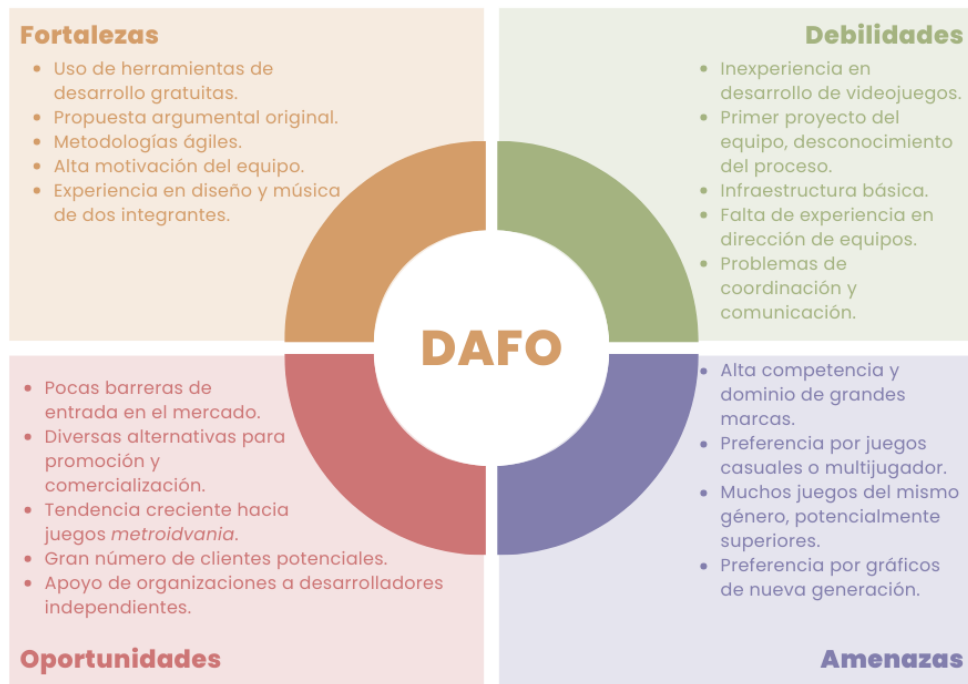 Fortalezas
• Uso de herramientas de
desarrollo gratuitas.
• Propuesta argumental original.
• Metodologías ágiles.
• Alta motivación del equipo.
• Experiencia en diseño y música
de dos integrantes.
Debilidades
• Inexperiencia en
desarrollo de videojuegos.
• Primer proyecto del
equipo, desconocimiento
del proceso.
• Infraestructura básica.
• Falta de experiencia en
dirección de equipos.
• Problemas de
coordinación y
comunicación.
DAFO
• Pocas barreras de
entrada en el mercado.
• Diversas alternativas para
promoción y
comercialización.
• Tendencia creciente hacia
juegos metroidvania.
• Gran número de clientes potenciales.
• Apoyo de organizaciones a desarrolladores
independientes.
Oportunidades
• Alta competencia y
dominio de grandes
marcas.
• Preferencia por juegos
casuales o multijugador.
• Muchos juegos del mismo
género, potencialmente
superiores.
• Preferencia por gráficos
de nueva generación.
Amenazas